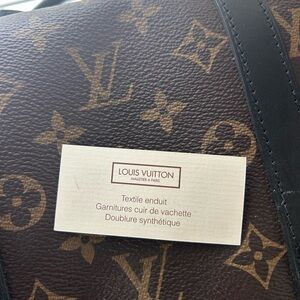 LOUIS VUITTON
MALLETIER A PARIS
Textile enduit
Garnitures cuir de vachette
Doublure synthétique